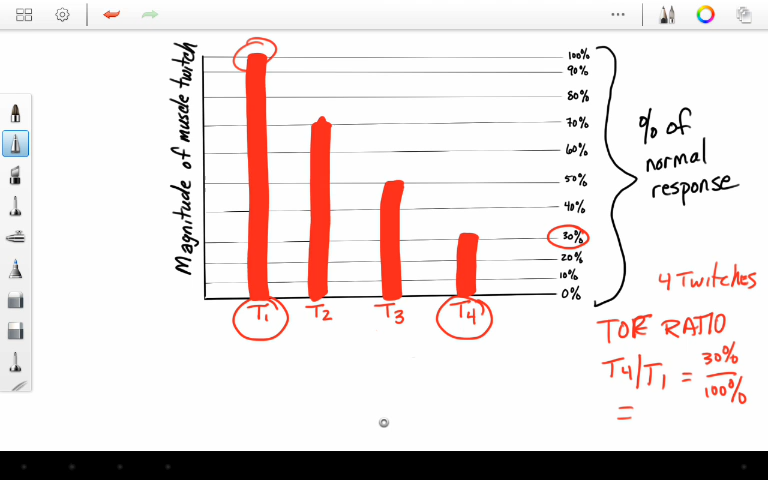 Magnitude of muscle twitch
100%
90%
80%
70%
60%
50%
40%
30%
20%
10%
0%
T1
T2
T3
T4
% of
normal
response
4 Twitches
TOF RATIO
T4/T1 = 30%
100%
=